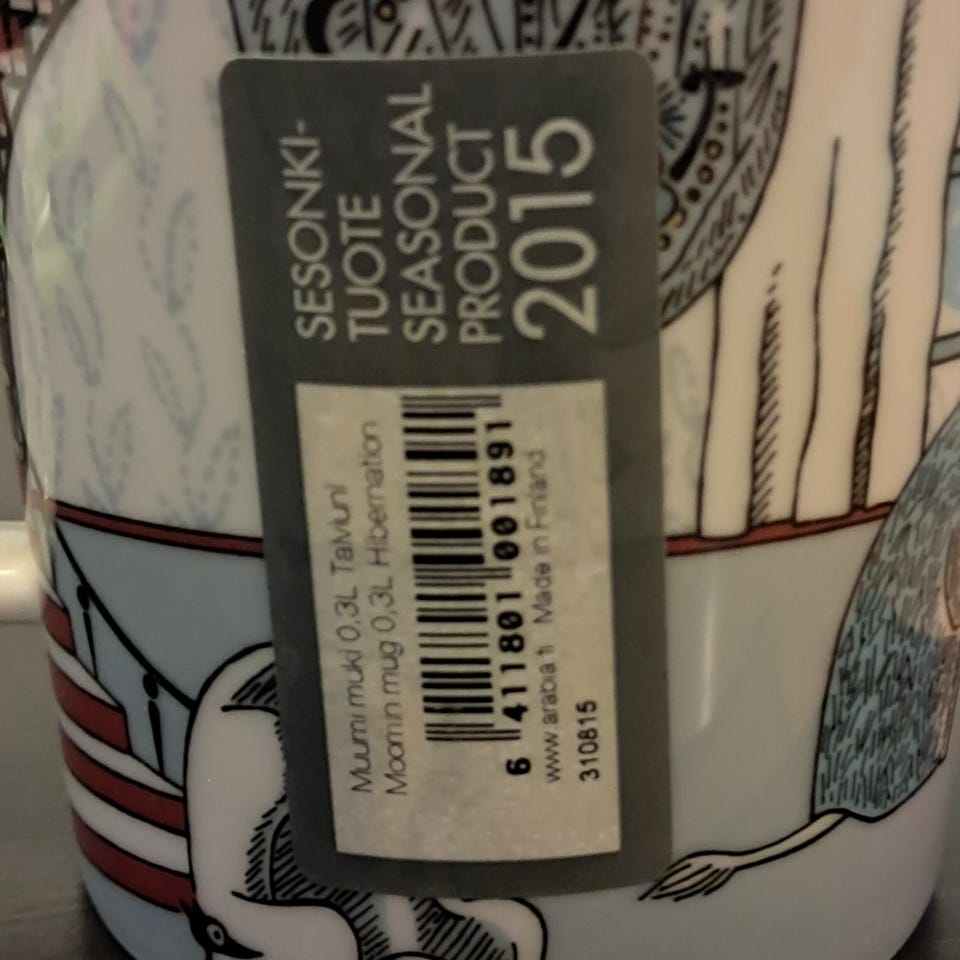 SESONKI-
TUOTE
SEASONAL
PRODUCT
2015
Muumi muki 0,3L Talviuni
Moomin mug 0,3L Hibernation
6 411801 001891
www.arabia.fi Made in Finland
310815